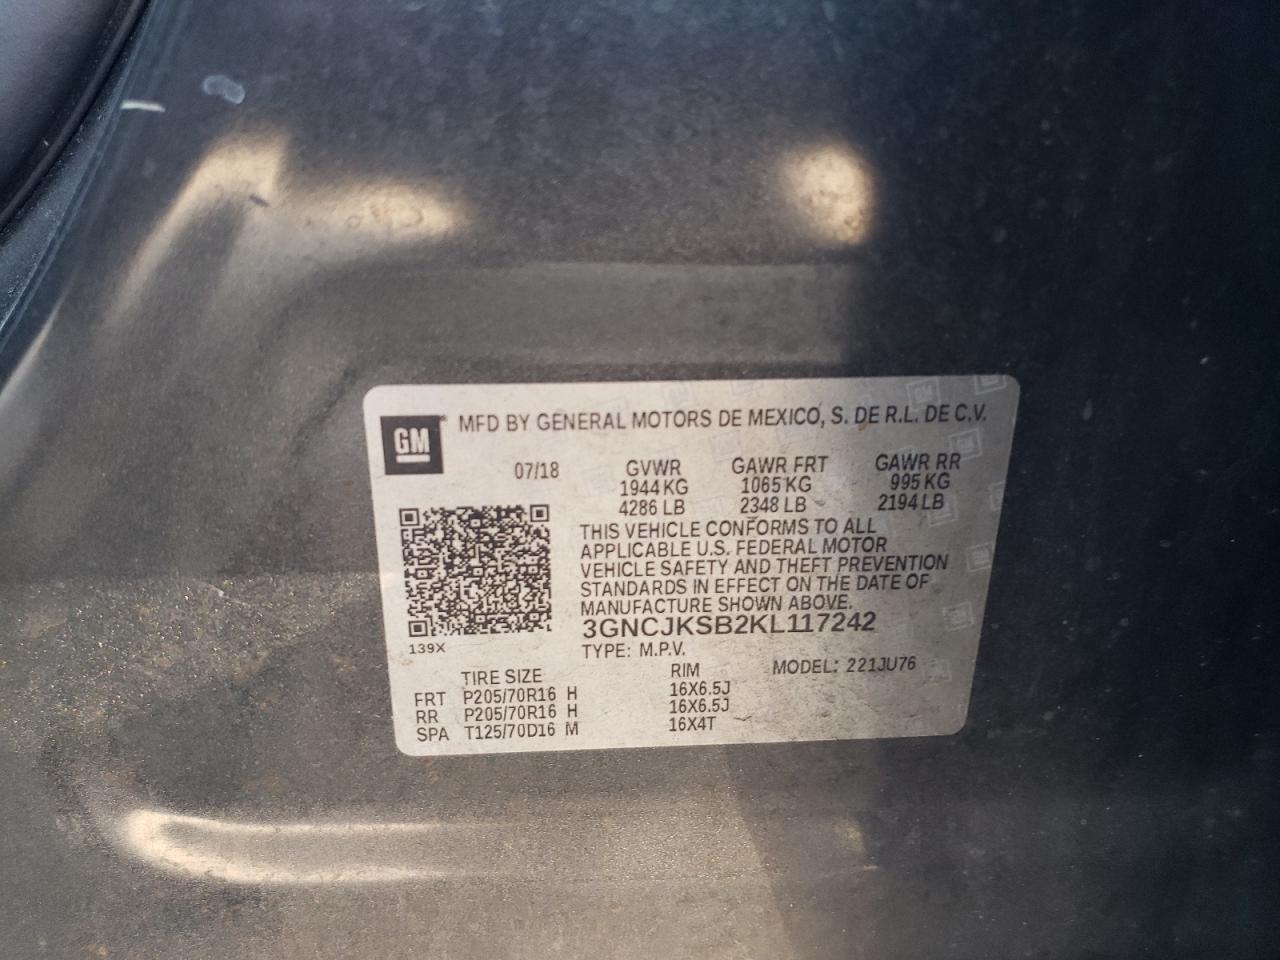 GM
MFD BY GENERAL MOTORS DE MEXICO, S. DE R.L. DE C.V.
07/18 GVWR GAWR FRT GAWR RR
1944 KG 1065 KG 995 KG
4286 LB 2348 LB 2194 LB
THIS VEHICLE CONFORMS TO ALL
APPLICABLE U.S. FEDERAL MOTOR
VEHICLE SAFETY AND THEFT PREVENTION
STANDARDS IN EFFECT ON THE DATE OF
MANUFACTURE SHOWN ABOVE.
3GNCJKSB2KL117242
139X
TYPE: M.P.V.
TIRE SIZE RIM MODEL: 221JU76
FRT P205/70R16 H 16X6.5J
RR P205/70R16 H 16X6.5J
SPA T125/70D16 M 16X4T